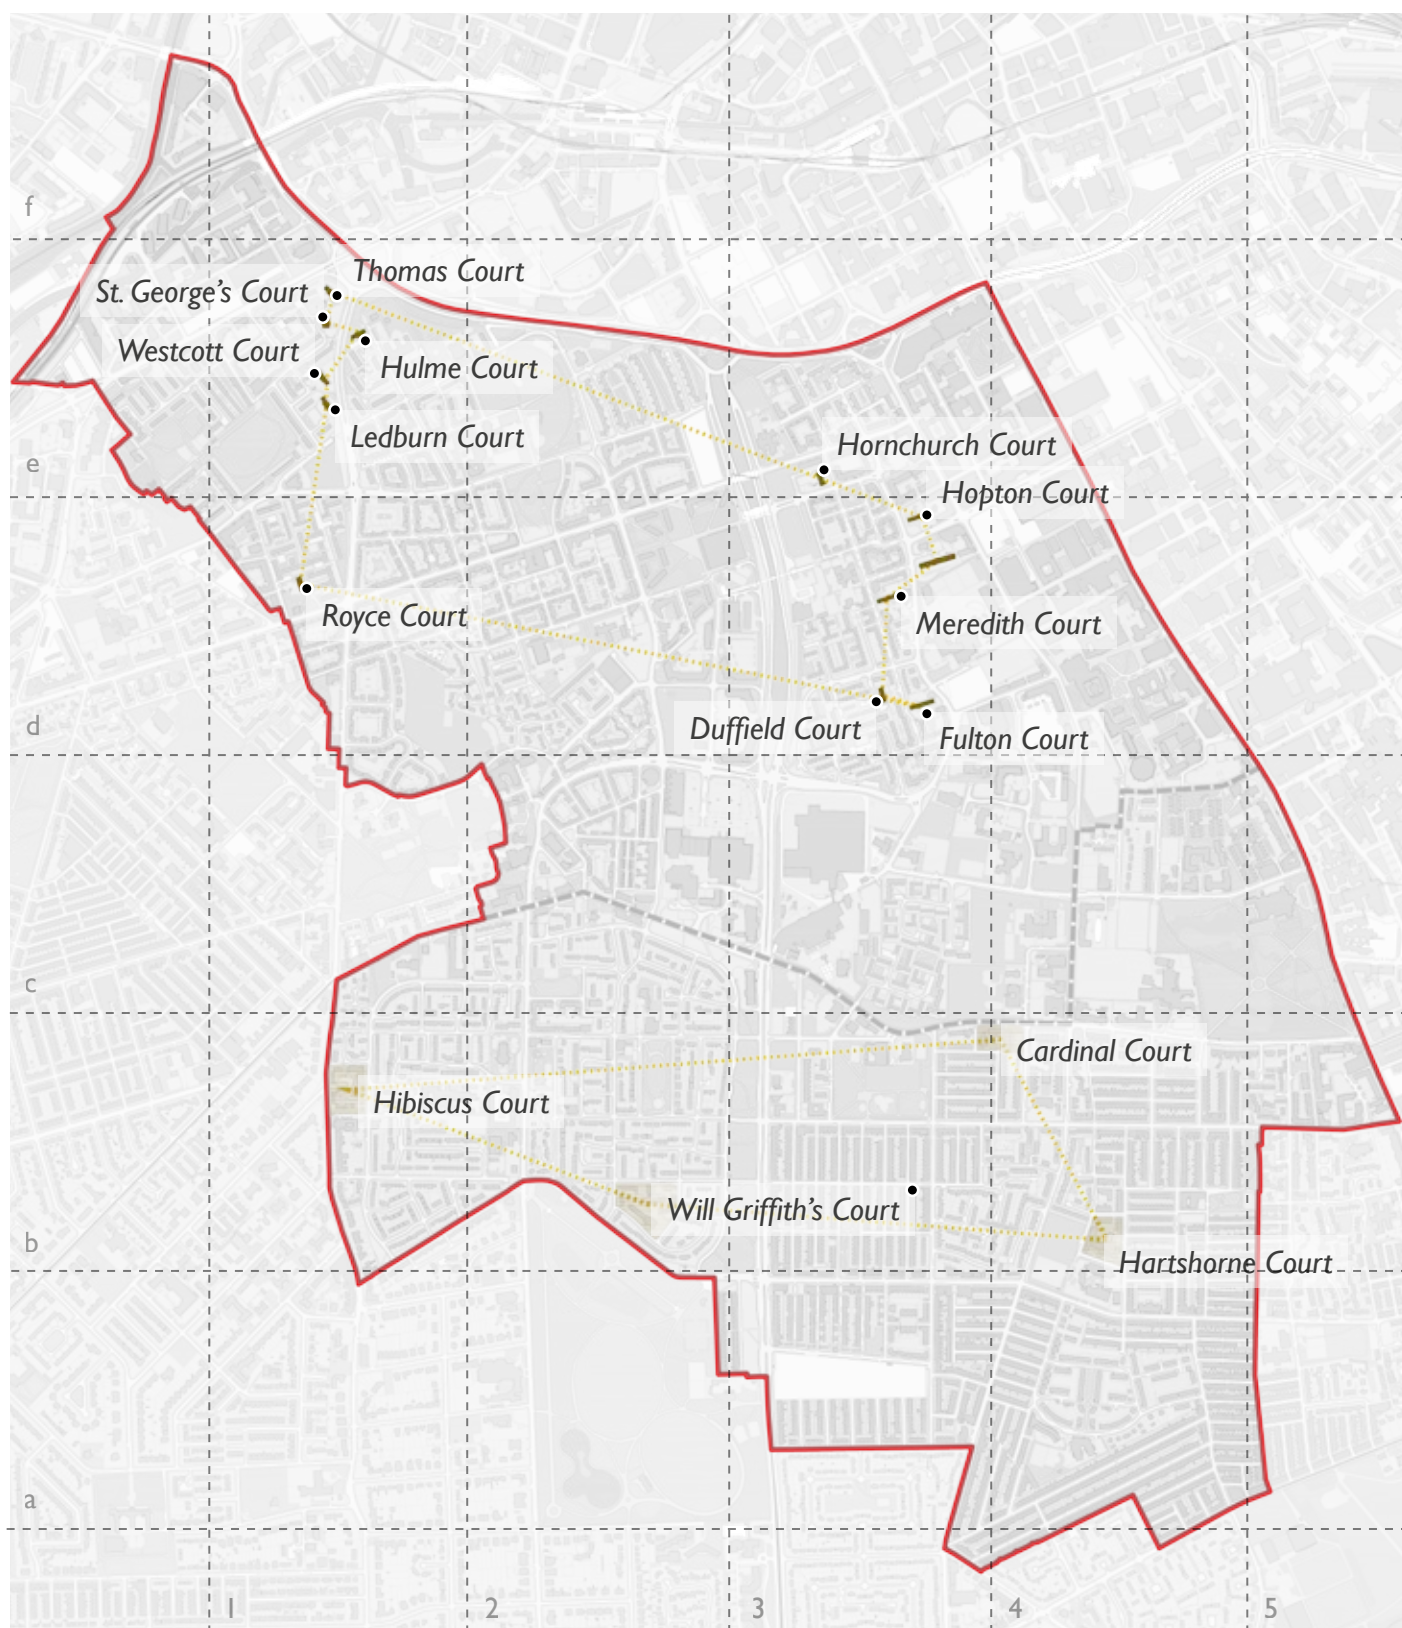 f
Thomas Court
St. George's Court
Westcott Court
Hulme Court
Ledburn Court
Hornchurch Court
e
Hopton Court
Royce Court
Meredith Court
d
Duffield Court
Fulton Court
c
Cardinal Court
Hibiscus Court
Will Griffith's Court
b
Hartshorne Court
a
1
2
3
4
5